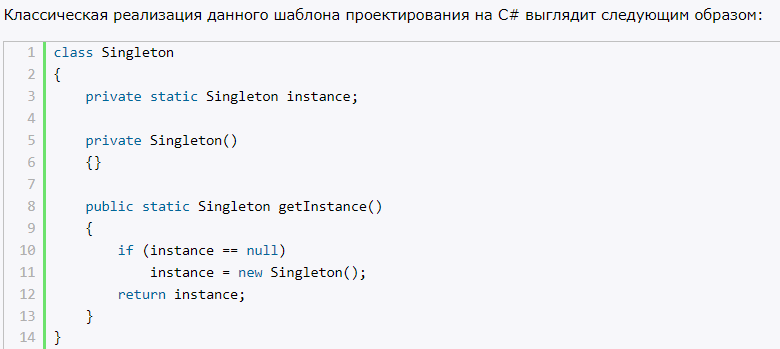 Классическая реализация данного шаблона проектирования на C# выглядит следующим образом:
1 class Singleton
2 {
3     private static Singleton instance;
4
5     private Singleton()
6     {}
7
8     public static Singleton getInstance()
9     {
10         if (instance == null)
11             instance = new Singleton();
12         return instance;
13     }
14 }